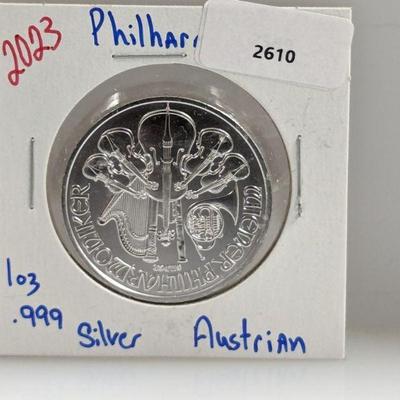 2023 Philhar
2610
WIENER PHILHARMONIKER
1oz
.999 Silver Austrian